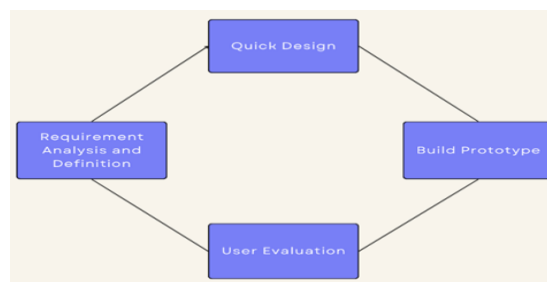 Quick Design
Requirement
Analysis and
Definition
Build Prototype
User Evaluation